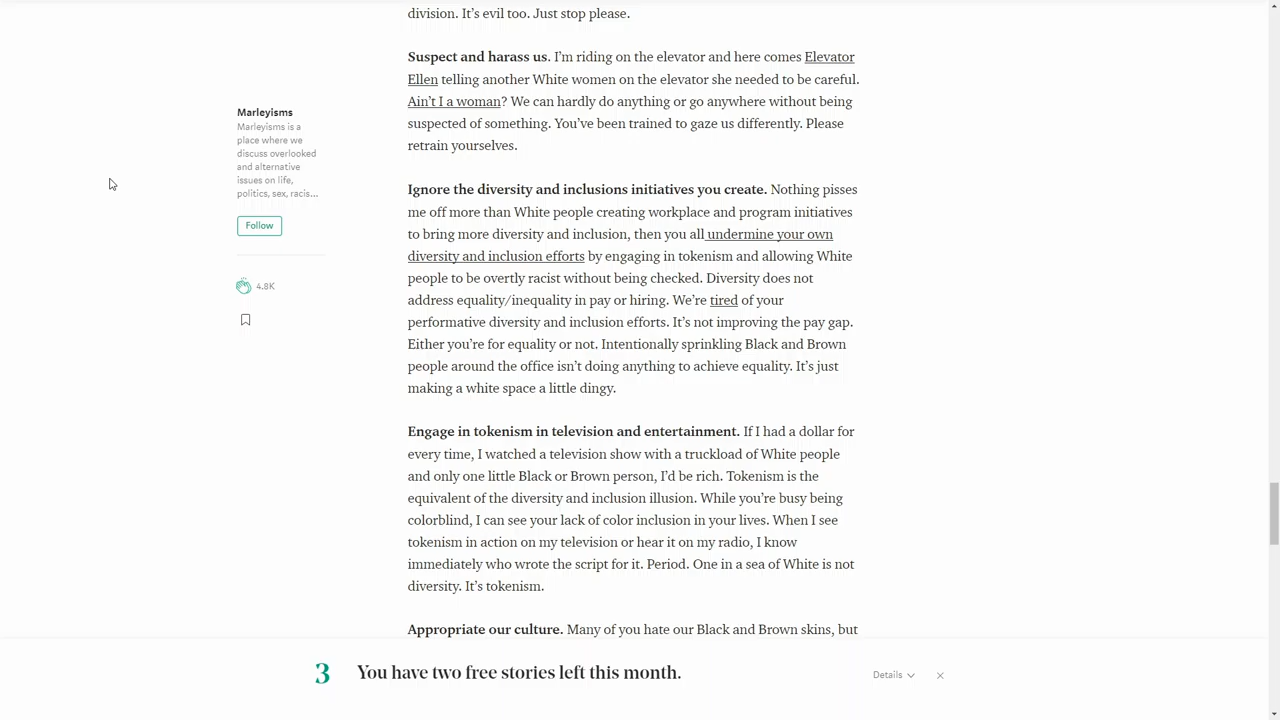 division. It's evil too. Just stop please.
Suspect and harass us. I'm riding on the elevator and here comes Elevator
Ellen telling another White women on the elevator she needed to be careful.
Ain't I a woman? We can hardly do anything or go anywhere without being
suspected of something. You've been trained to gaze us differently. Please
retrain yourselves.
Marleyisms
Marleyisms is a
place where we
discuss overlooked
and alternative
issues on life,
politics, sex, racis...
Follow
4.8K
Ignore the diversity and inclusions initiatives you create. Nothing pisses
me off more than White people creating workplace and program initiatives
to bring more diversity and inclusion, then you all undermine your own
diversity and inclusion efforts by engaging in tokenism and allowing White
people to be overtly racist without being checked. Diversity does not
address equality/inequality in pay or hiring. We're tired of your
performative diversity and inclusion efforts. It's not improving the pay gap.
Either you're for equality or not. Intentionally sprinkling Black and Brown
people around the office isn't doing anything to achieve equality. It's just
making a white space a little dingy.
Engage in tokenism in television and entertainment. If I had a dollar for
every time, I watched a television show with a truckload of White people
and only one little Black or Brown person, I'd be rich. Tokenism is the
equivalent of the diversity and inclusion illusion. While you're busy being
colorblind, I can see your lack of color inclusion in your lives. When I see
tokenism in action on my television or hear it on my radio, I know
immediately who wrote the script for it. Period. One in a sea of White is not
diversity. It's tokenism.
Appropriate our culture. Many of you hate our Black and Brown skins, but
3 You have two free stories left this month.
Details